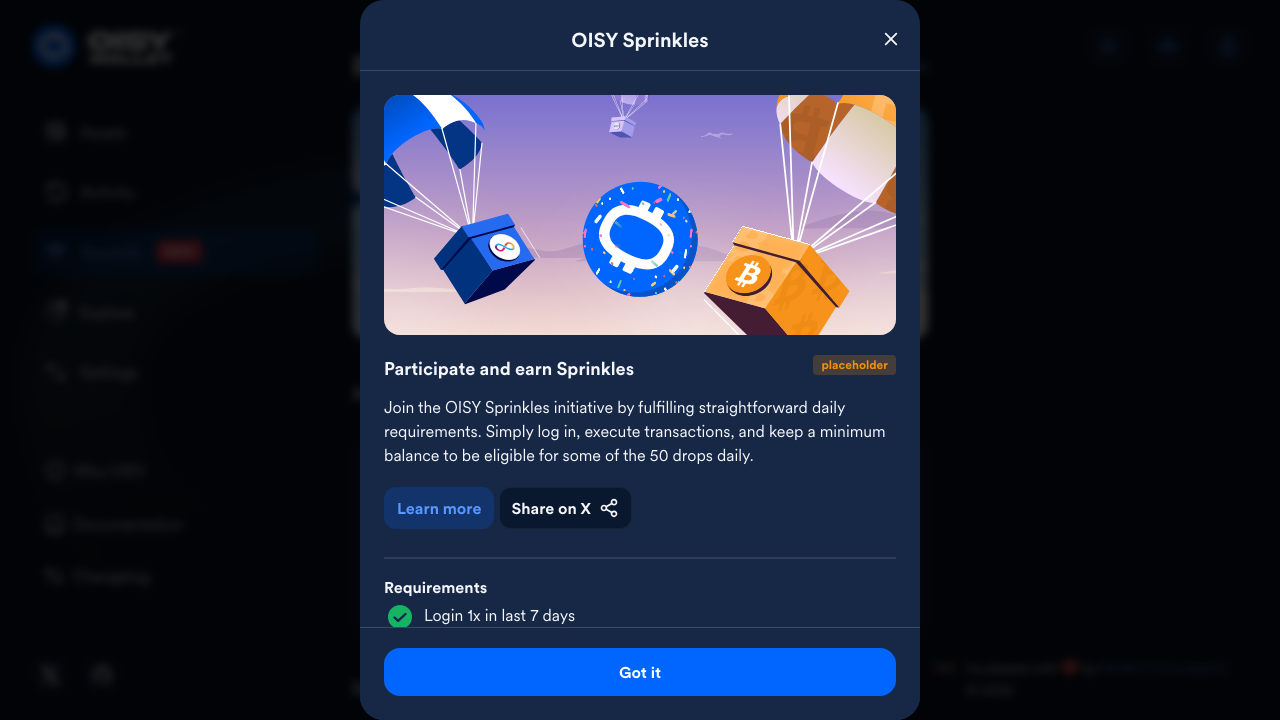 OISY Sprinkles
Participate and earn Sprinkles
placeholder
Join the OISY Sprinkles initiative by fulfilling straightforward daily
requirements. Simply log in, execute transactions, and keep a minimum
balance to be eligible for some of the 50 drops daily.
Learn more
Share on X
Requirements
Login 1x in last 7 days
Got it